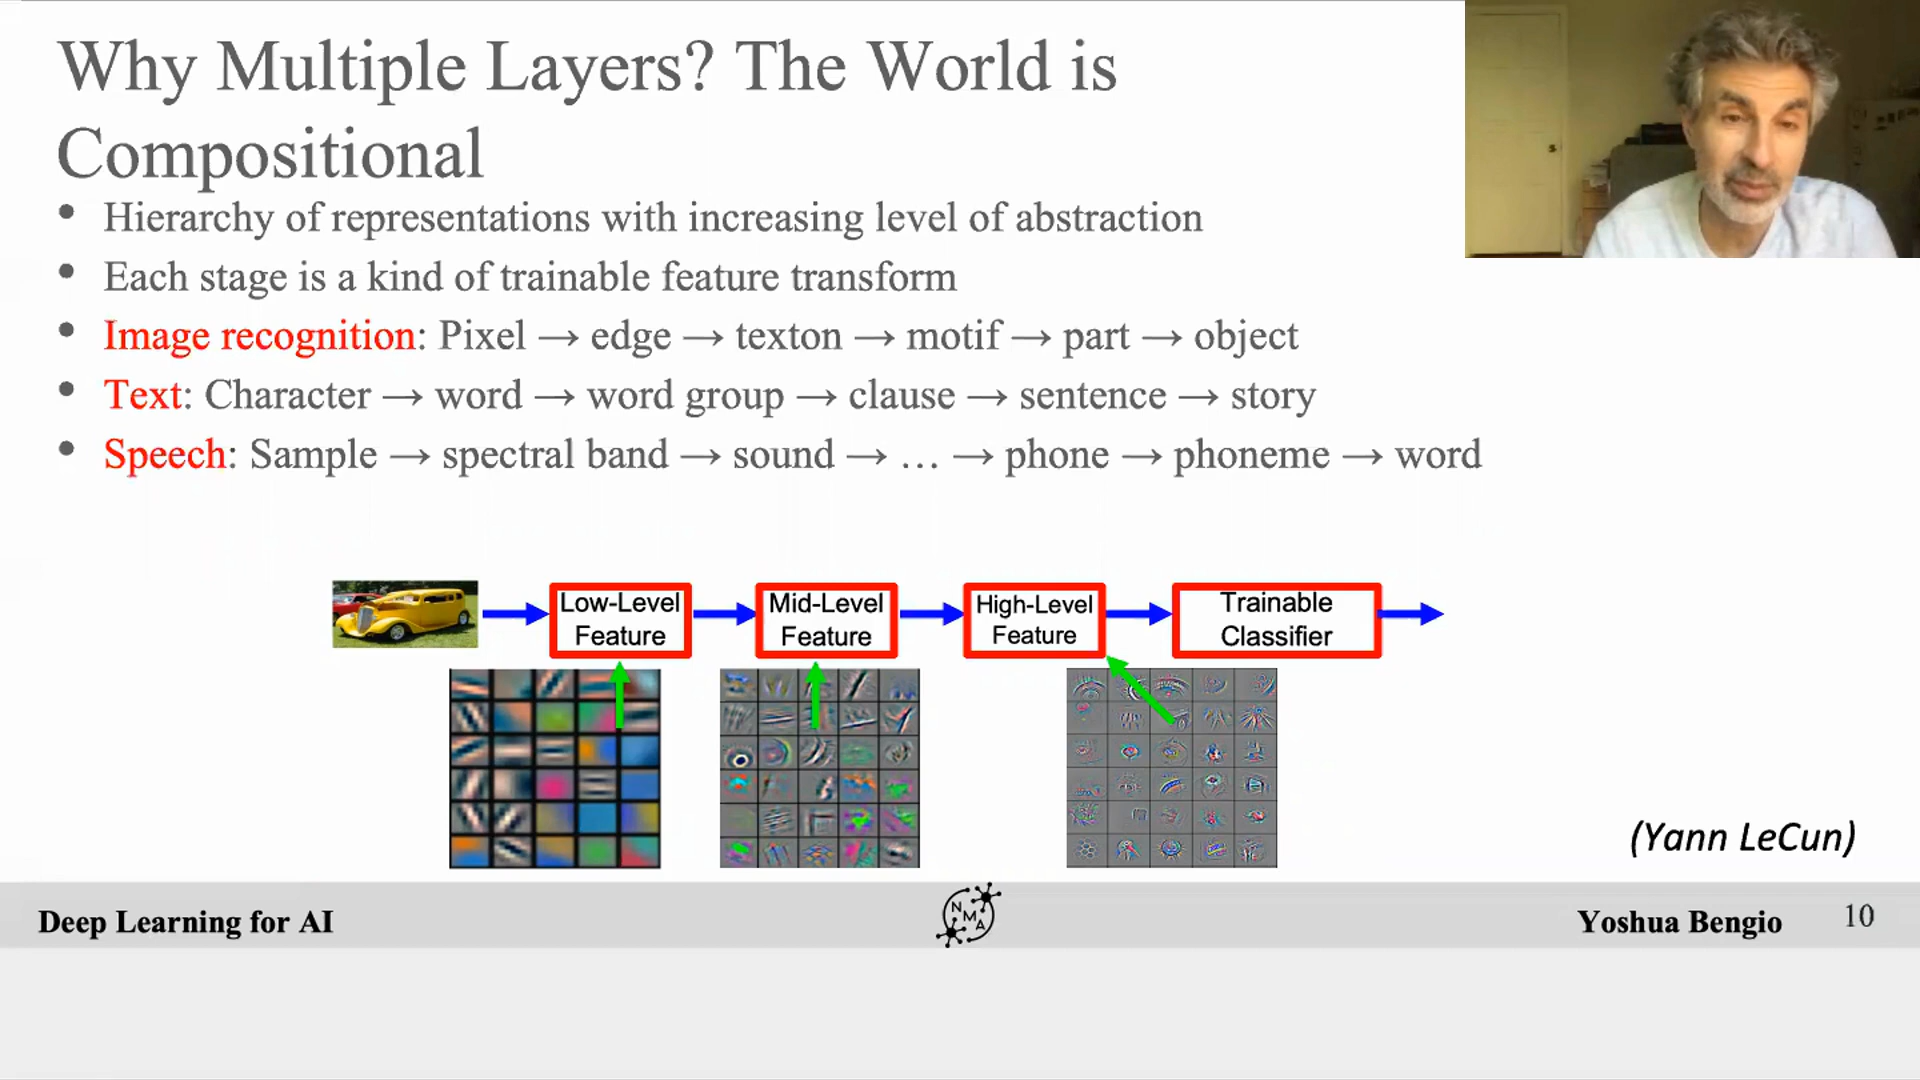 Why Multiple Layers? The World is
Compositional
• Hierarchy of representations with increasing level of abstraction
• Each stage is a kind of trainable feature transform
• Image recognition: Pixel → edge → texton → motif → part → object
• Text: Character → word → word group → clause → sentence → story
• Speech: Sample → spectral band → sound → … → phone → phoneme → word
Low-Level
Feature
Mid-Level
Feature
High-Level
Feature
Trainable
Classifier
(Yann LeCun)
Deep Learning for AI
NMA
Yoshua Bengio
10